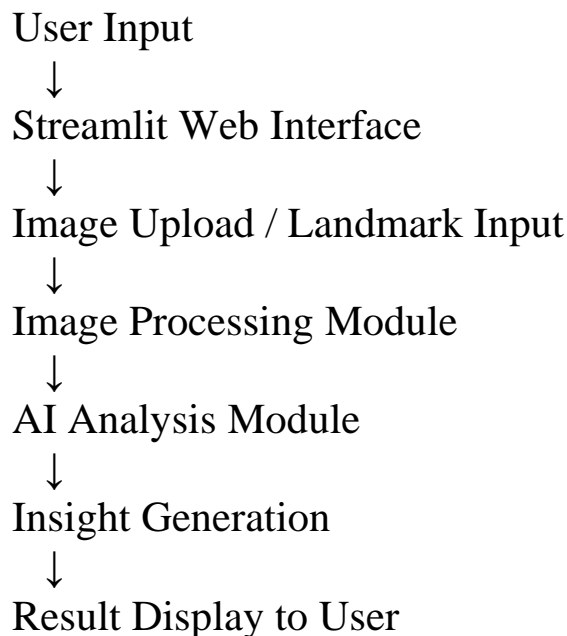 User Input
↓
Streamlit Web Interface
↓
Image Upload / Landmark Input
↓
Image Processing Module
↓
AI Analysis Module
↓
Insight Generation
↓
Result Display to User